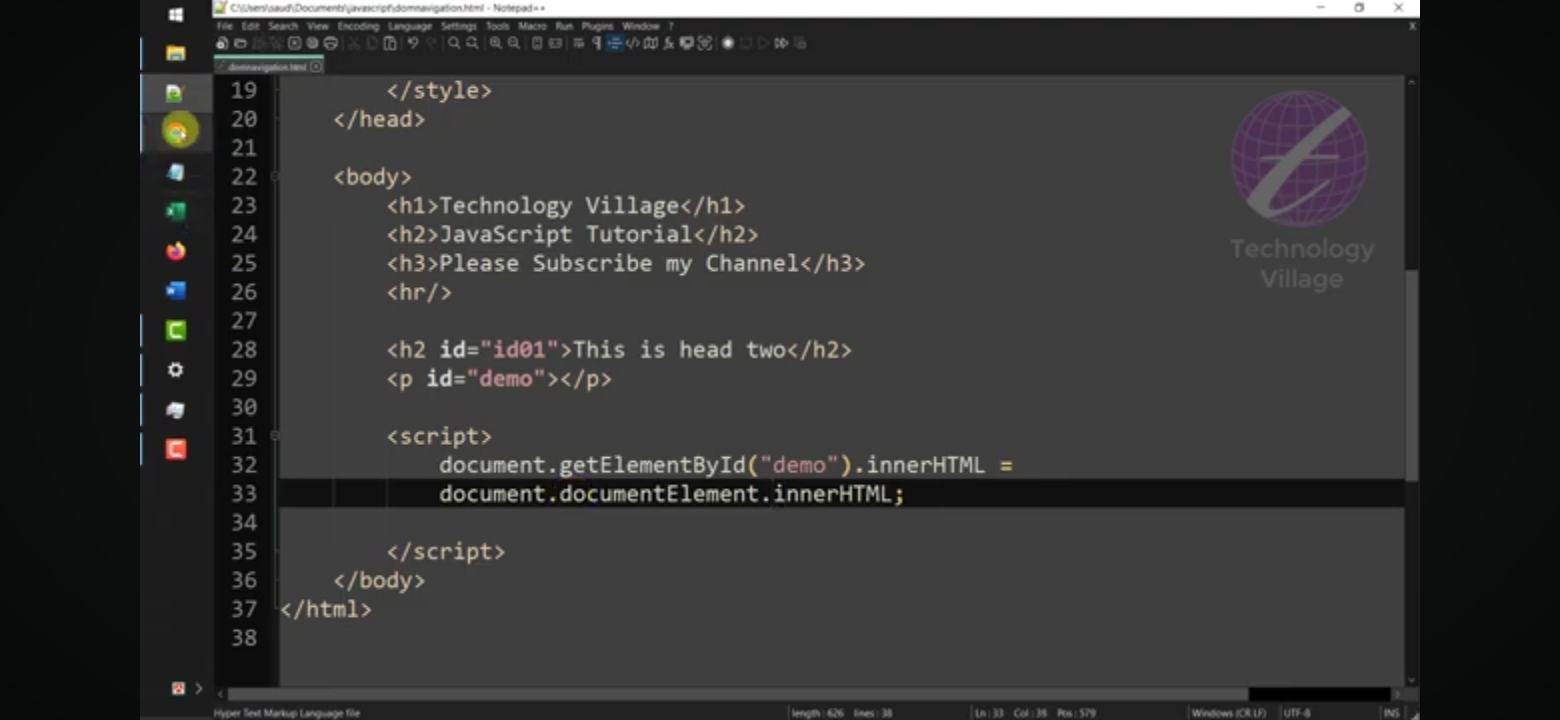 C:\Users\saud\Documents\javascript\domnavigation.html - Notepad++
File Edit Search View Encoding Language Settings Tools Macro Run Plugins Window ?
X
domnavigation.html
19 </style>
20 </head>
21
22 <body>
23 <h1>Technology Village</h1>
24 <h2>JavaScript Tutorial</h2>
25 <h3>Please Subscribe my Channel</h3>
26 <hr/>
27
28 <h2 id="id01">This is head two</h2>
29 <p id="demo"></p>
30
31 <script>
32 document.getElementById("demo").innerHTML =
33 document.documentElement.innerHTML;
34
35 </script>
36 </body>
37 </html>
38
Technology
Village
Hyper Text Markup Language file length : 626 lines : 38 Ln : 33 Col : 38 Pos : 579 Windows (CR LF) UTF-8 INS